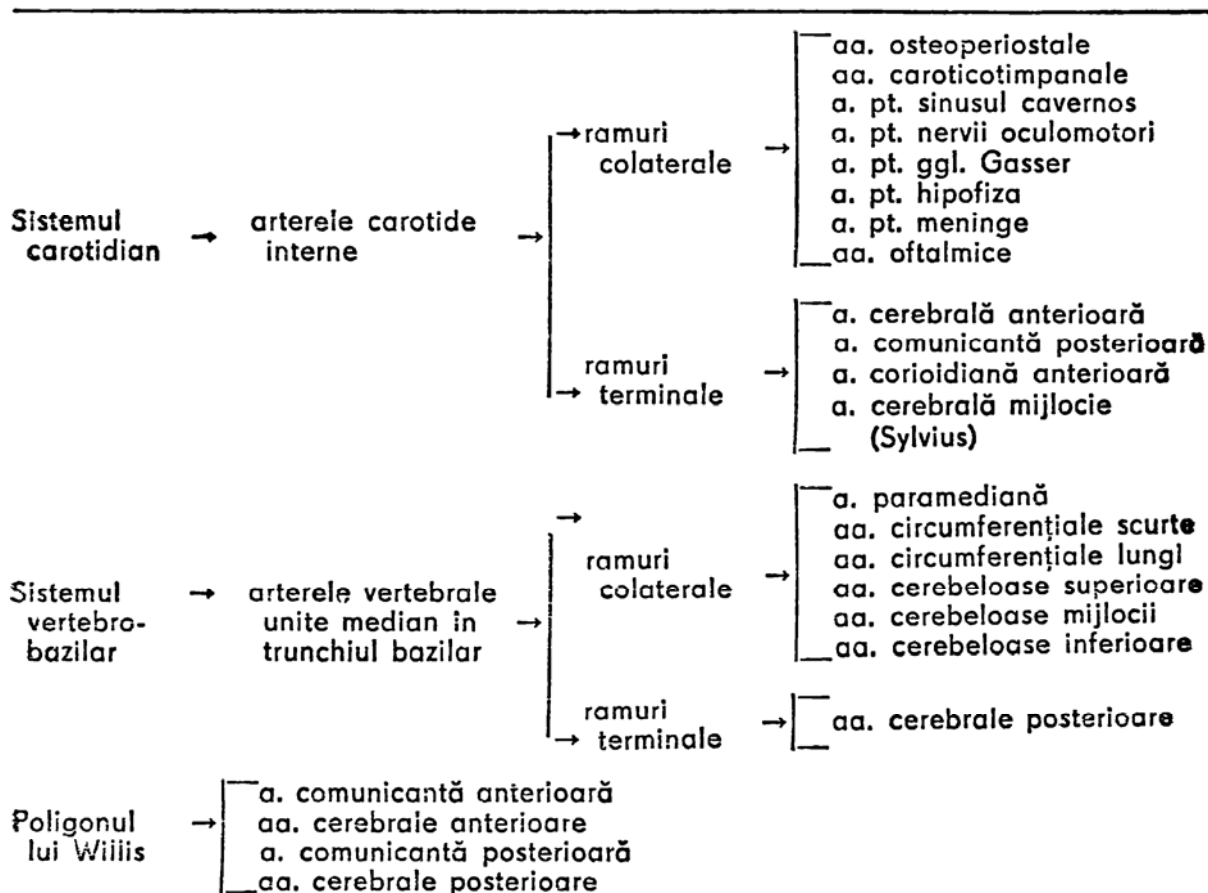 Sistemul
carotidian
→ arterele carotide
interne
→ ramuri
colaterale
→ aa. osteoperiostale
aa. caroticotimpanale
a. pt. sinusul cavernos
a. pt. nervii oculomotori
a. pt. ggl. Gasser
a. pt. hipofiza
a. pt. meninge
aa. oftalmice
→ ramuri
terminale
→ a. cerebrală anterioară
a. comunicantă posterioară
a. corioidiană anterioară
a. cerebrală mijlocie
(Sylvius)
Sistemul
vertebro-
bazilar
→ arterele vertebrale
unite median in
trunchiul bazilar
→ ramuri
colaterale
→ a. paramediană
aa. circumferențiale scurte
aa. circumferențiale lungi
aa. cerebeloase superioare
aa. cerebeloase mijlocii
aa. cerebeloase inferioare
→ ramuri
terminale
→ aa. cerebrale posterioare
Poligonul
lui Willis
→ a. comunicantă anterioară
aa. cerebrale anterioare
a. comunicantă posterioară
aa. cerebrale posterioare